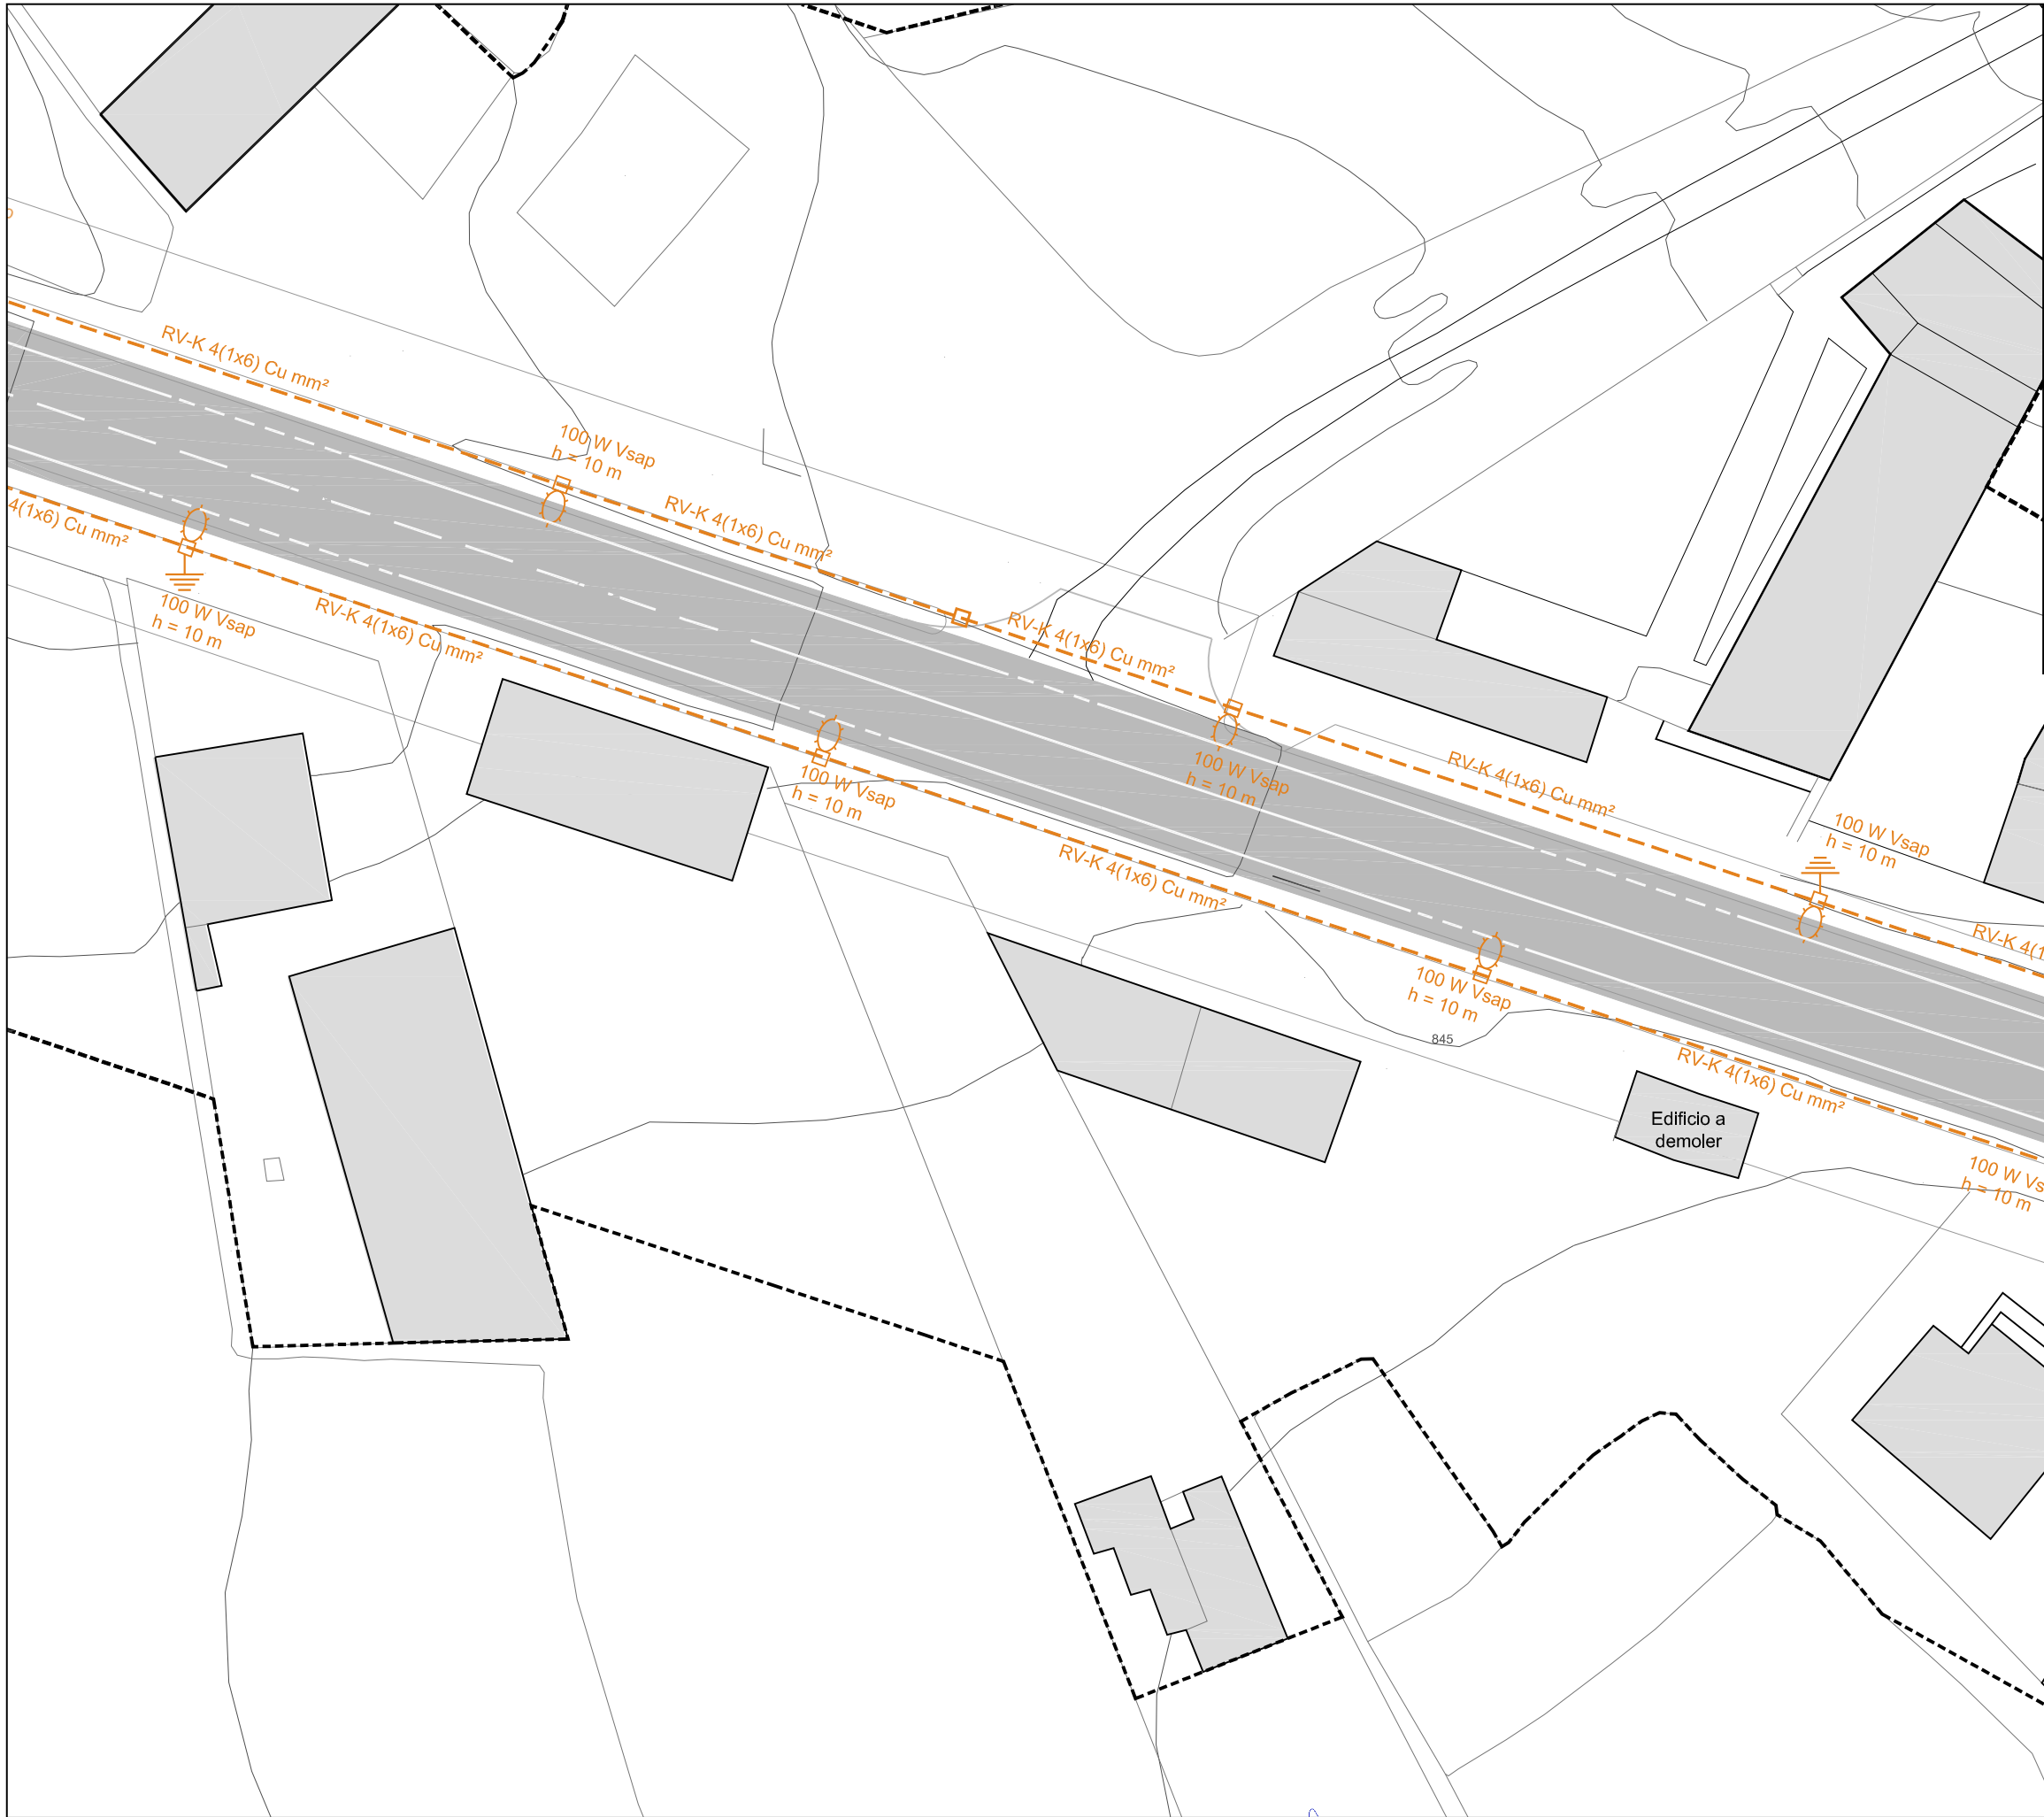 RV-K 4(1x6) Cu mm²
100 W Vsap
h = 10 m
RV-K 4(1x6) Cu mm²
4(1x6) Cu mm²
100 W Vsap
h = 10 m
RV-K 4(1x6) Cu mm²
RV-K 4(1x6) Cu mm²
100 W Vsap
h = 10 m
100 W Vsap
h = 10 m
RV-K 4(1x6) Cu mm²
100 W Vsap
h = 10 m
RV-K 4(1x6) Cu mm²
RV-K 4(1
100 W Vsap
h = 10 m
845
RV-K 4(1x6) Cu mm²
Edificio a
demoler
100 W Vs
h = 10 m